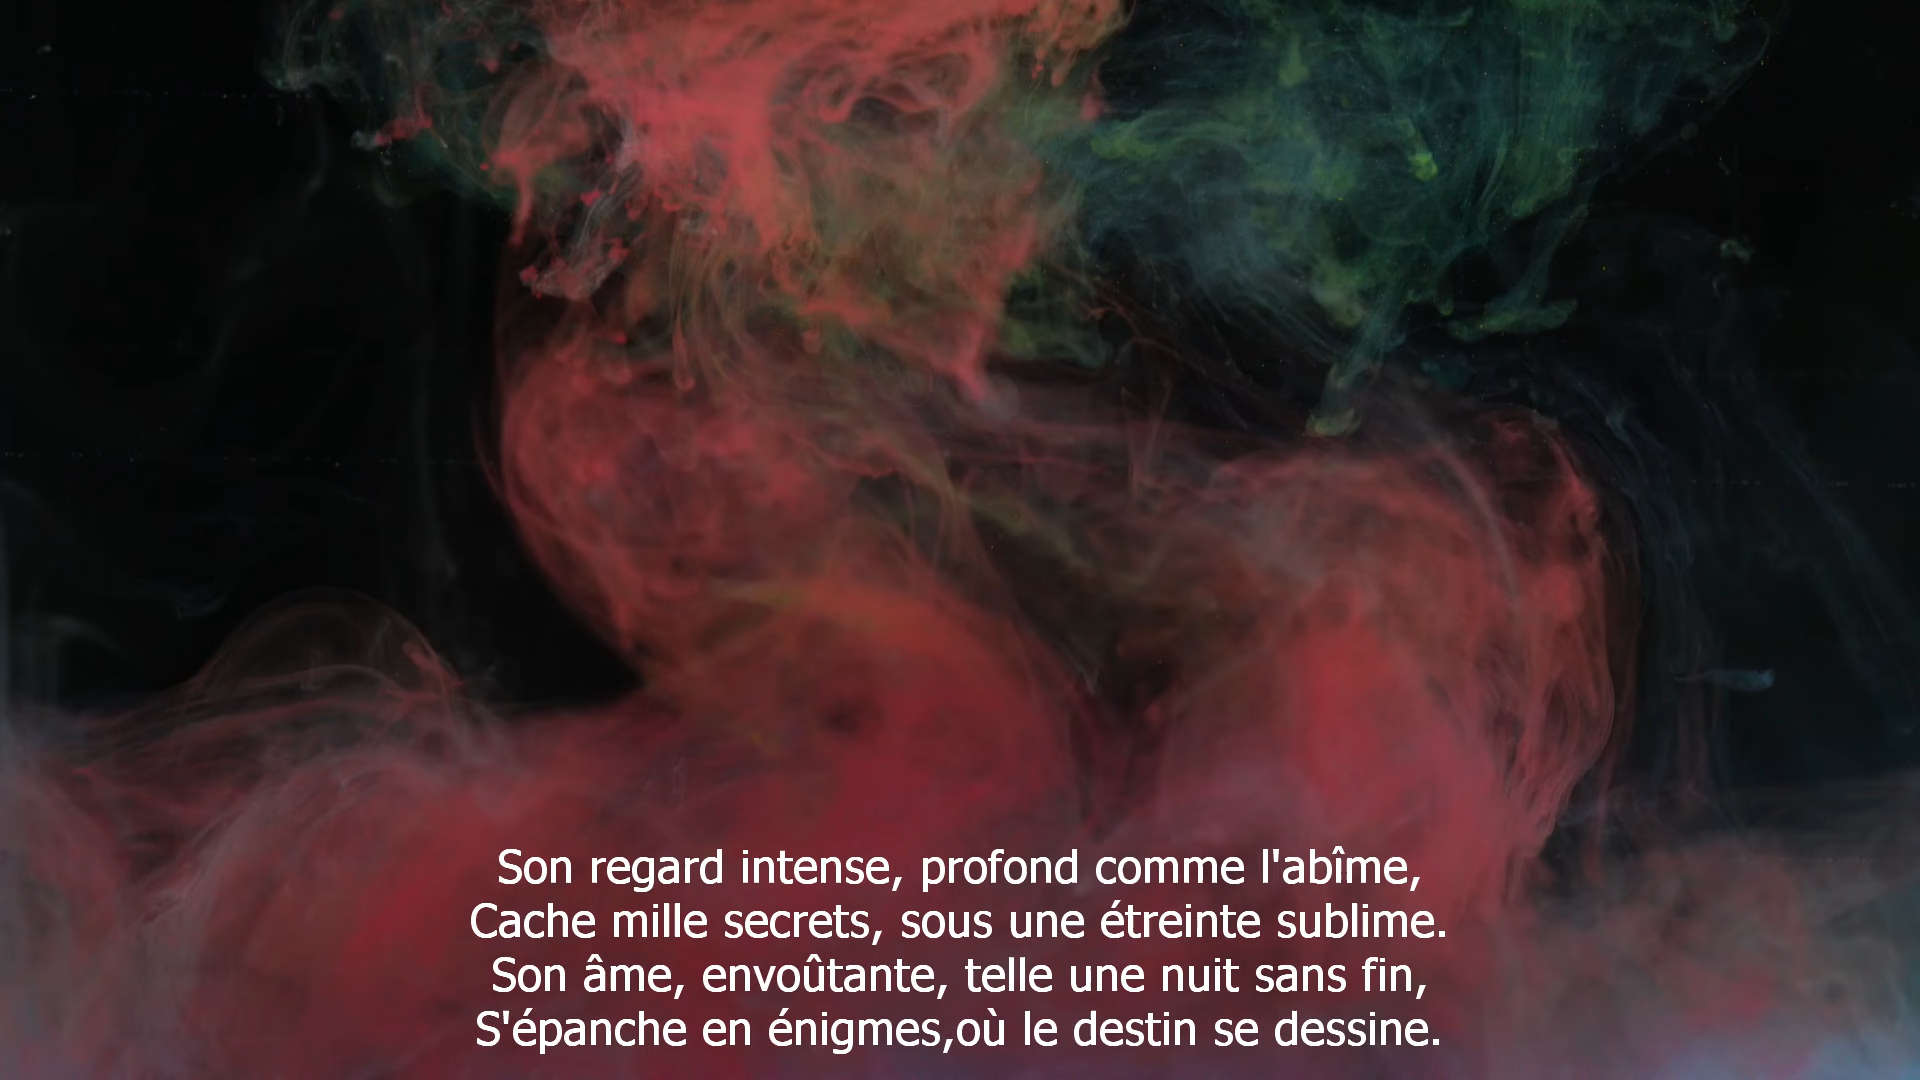 Son regard intense, profond comme l'abîme,
Cache mille secrets, sous une étreinte sublime.
Son âme, envoûtante, telle une nuit sans fin,
S'épanche en énigmes,où le destin se dessine.